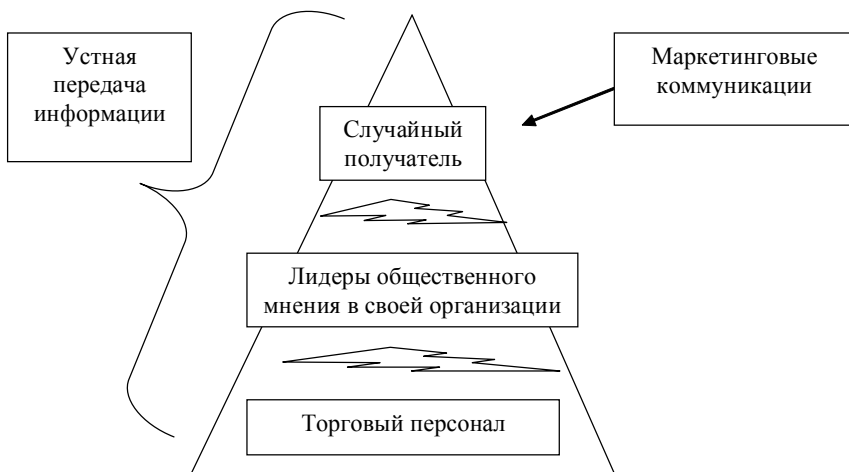 Устная
передача
информации
Маркетинговые
коммуникации
Случайный
получатель
Лидеры общественного
мнения в своей организации
Торговый персонал